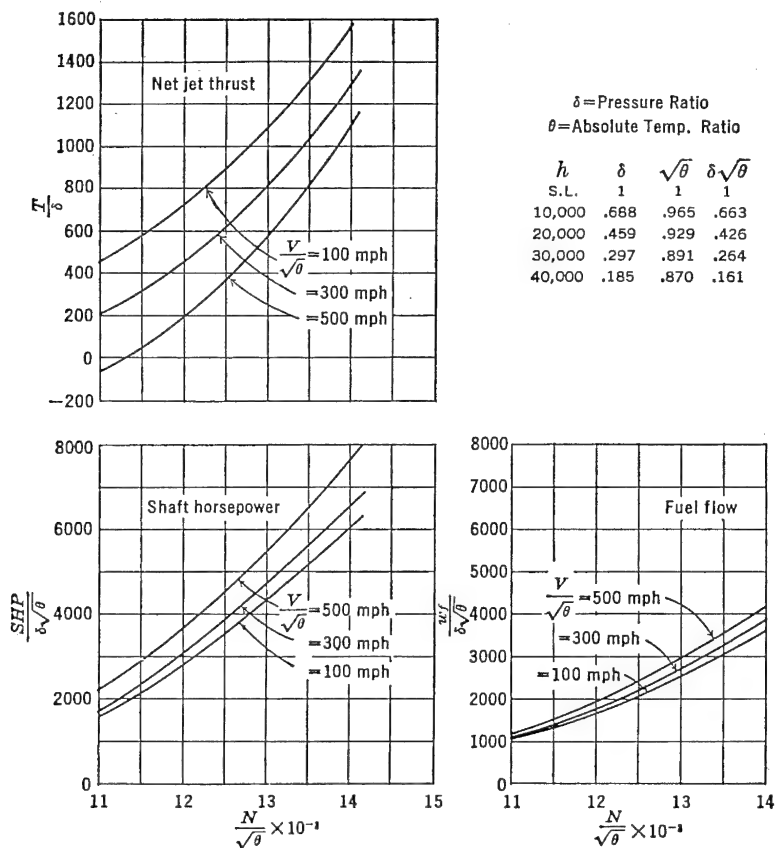 1600
1400
1200
1000
800
600
400
200
0
-200
T/δ
Net jet thrust
V/√θ =100 mph
=300 mph
=500 mph
δ=Pressure Ratio
θ=Absolute Temp. Ratio
h δ √θ δ√θ
S.L. 1 1 1
10,000 .688 .965 .663
20,000 .459 .929 .426
30,000 .297 .891 .264
40,000 .185 .870 .161
8000
6000
4000
2000
0
SHP/δ√θ
Shaft horsepower
V/√θ =500 mph
=300 mph
=100 mph
11 12 13 14 15
N/√θ ×10⁻³
8000
7000
6000
5000
4000
3000
2000
1000
0
wf/δ√θ
Fuel flow
V/√θ =500 mph
=300 mph
=100 mph
11 12 13 14
N/√θ ×10⁻³